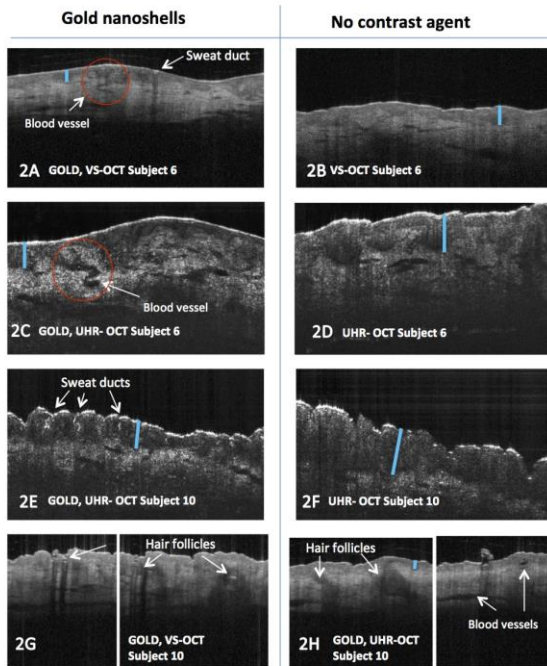 Gold nanoshells
No contrast agent
Sweat duct
Blood vessel
2A GOLD, VS-OCT Subject 6
2B VS-OCT Subject 6
Blood vessel
2C GOLD, UHR- OCT Subject 6
2D UHR- OCT Subject 6
Sweat ducts
2E GOLD, UHR- OCT Subject 10
2F UHR- OCT Subject 10
Hair follicles
2G GOLD, VS-OCT
Subject 10
Hair follicles
Blood vessels
2H GOLD, UHR-OCT
Subject 10